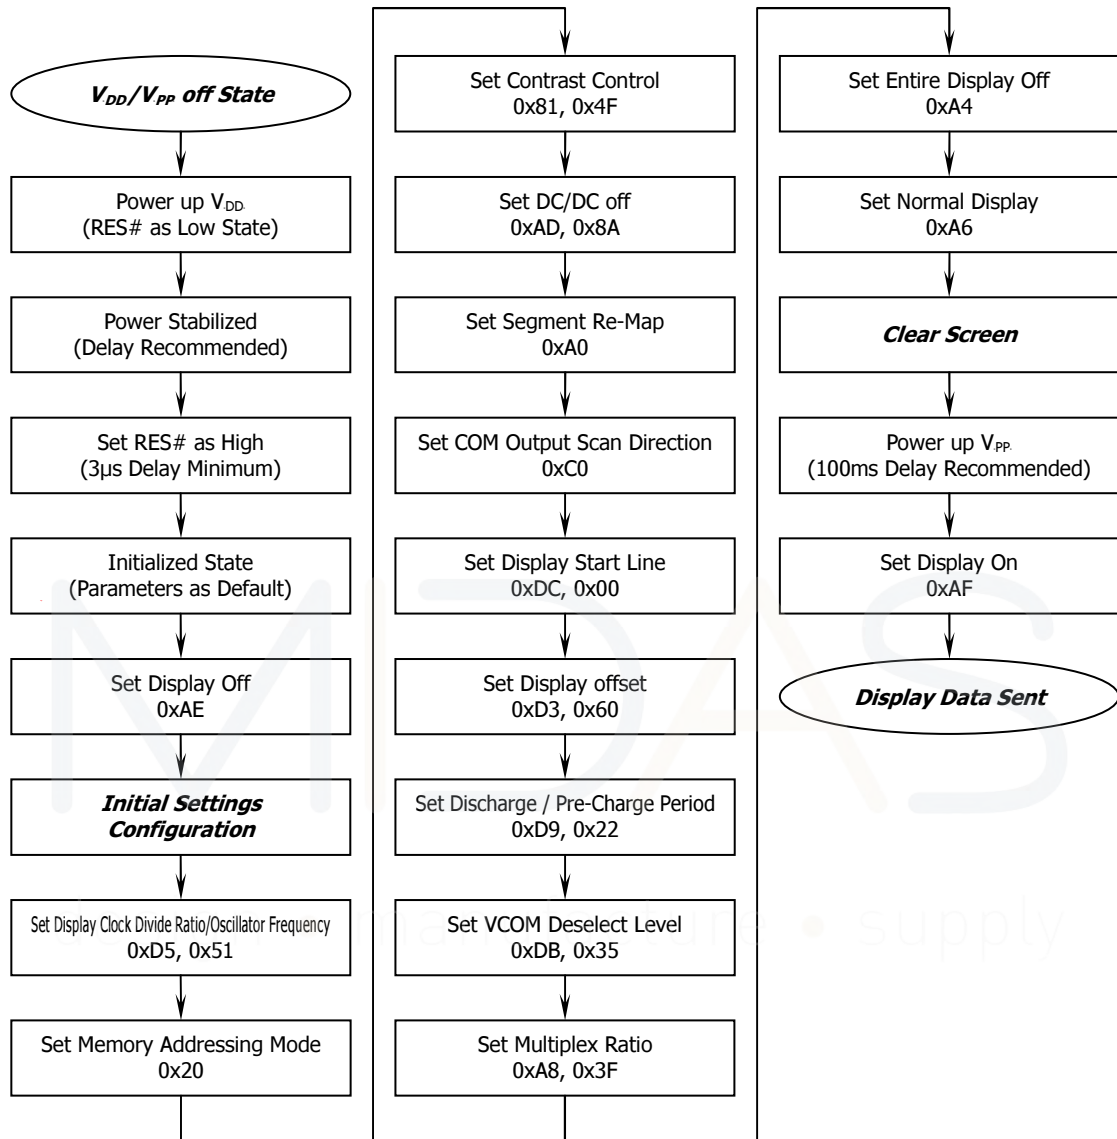 V_DD/V_PP off State
Power up V_DD
(RES# as Low State)
Power Stabilized
(Delay Recommended)
Set RES# as High
(3μs Delay Minimum)
Initialized State
(Parameters as Default)
Set Display Off
0xAE
Initial Settings
Configuration
Set Display Clock Divide Ratio/Oscillator Frequency
0xD5, 0x51
Set Memory Addressing Mode
0x20
Set Contrast Control
0x81, 0x4F
Set DC/DC off
0xAD, 0x8A
Set Segment Re-Map
0xA0
Set COM Output Scan Direction
0xC0
Set Display Start Line
0xDC, 0x00
Set Display offset
0xD3, 0x60
Set Discharge / Pre-Charge Period
0xD9, 0x22
Set VCOM Deselect Level
0xDB, 0x35
Set Multiplex Ratio
0xA8, 0x3F
Set Entire Display Off
0xA4
Set Normal Display
0xA6
Clear Screen
Power up V_PP
(100ms Delay Recommended)
Set Display On
0xAF
Display Data Sent
MIDAS
• supply